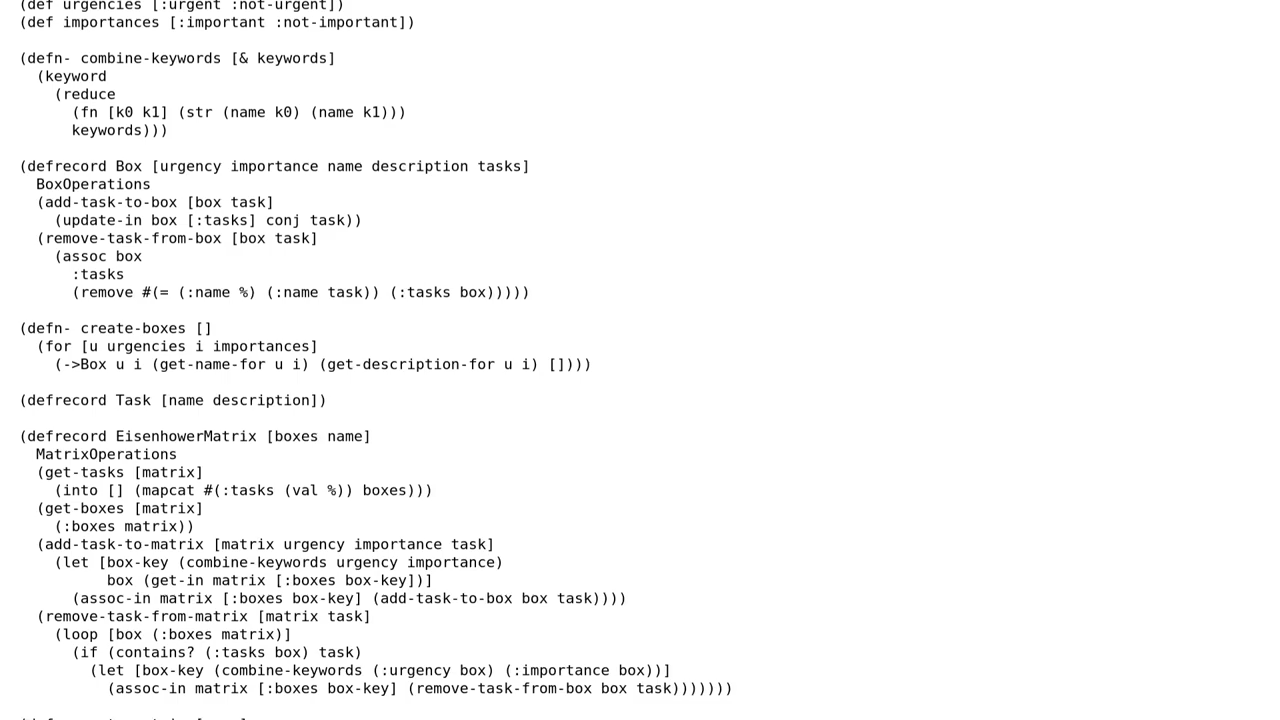 (def urgencies [:urgent :not-urgent])
(def importances [:important :not-important])

(defn- combine-keywords [& keywords]
  (keyword
    (reduce
      (fn [k0 k1] (str (name k0) (name k1)))
      keywords)))

(defrecord Box [urgency importance name description tasks]
  BoxOperations
  (add-task-to-box [box task]
    (update-in box [:tasks] conj task))
  (remove-task-from-box [box task]
    (assoc box
      :tasks
      (remove #(= (:name %) (:name task)) (:tasks box)))))

(defn- create-boxes []
  (for [u urgencies i importances]
    (->Box u i (get-name-for u i) (get-description-for u i) [])))

(defrecord Task [name description])

(defrecord EisenhowerMatrix [boxes name]
  MatrixOperations
  (get-tasks [matrix]
    (into [] (mapcat #(:tasks (val %)) boxes)))
  (get-boxes [matrix]
    (:boxes matrix))
  (add-task-to-matrix [matrix urgency importance task]
    (let [box-key (combine-keywords urgency importance)
          box (get-in matrix [:boxes box-key])]
      (assoc-in matrix [:boxes box-key] (add-task-to-box box task))))
  (remove-task-from-matrix [matrix task]
    (loop [box (:boxes matrix)]
      (if (contains? (:tasks box) task)
        (let [box-key (combine-keywords (:urgency box) (:importance box))]
          (assoc-in matrix [:boxes box-key] (remove-task-from-box box task)))))))